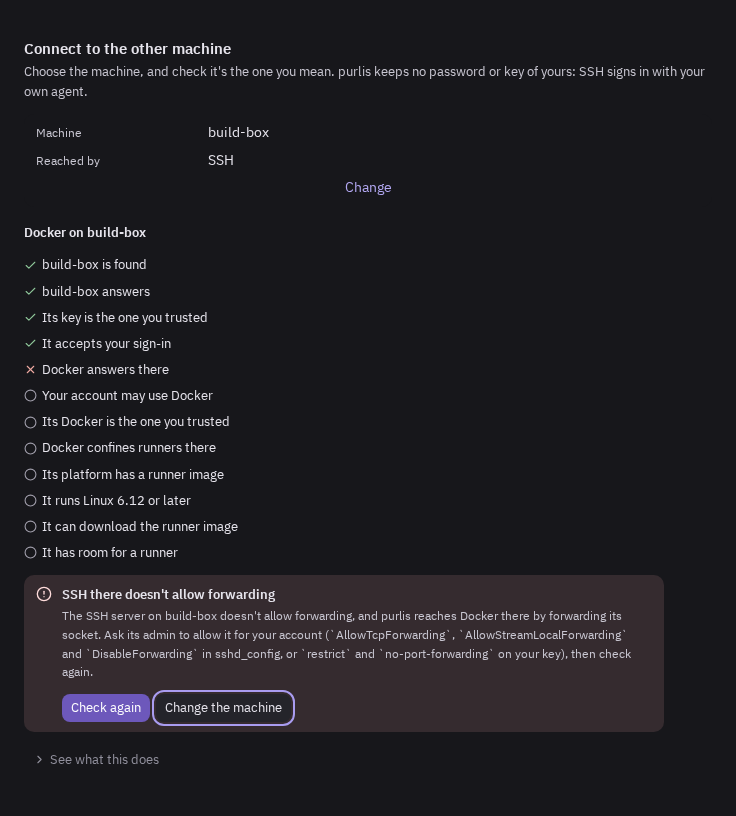 Connect to the other machine
Choose the machine, and check it's the one you mean. purlis keeps no password or key of yours: SSH signs in with your
own agent.
Machine build-box
Reached by SSH
Change
Docker on build-box
build-box is found
build-box answers
Its key is the one you trusted
It accepts your sign-in
Docker answers there
Your account may use Docker
Its Docker is the one you trusted
Docker confines runners there
Its platform has a runner image
It runs Linux 6.12 or later
It can download the runner image
It has room for a runner
SSH there doesn't allow forwarding
The SSH server on build-box doesn't allow forwarding, and purlis reaches Docker there by forwarding its
socket. Ask its admin to allow it for your account (`AllowTcpForwarding`, `AllowStreamLocalForwarding`
and `DisableForwarding` in sshd_config, or `restrict` and `no-port-forwarding` on your key), then check
again.
Check again Change the machine
See what this does